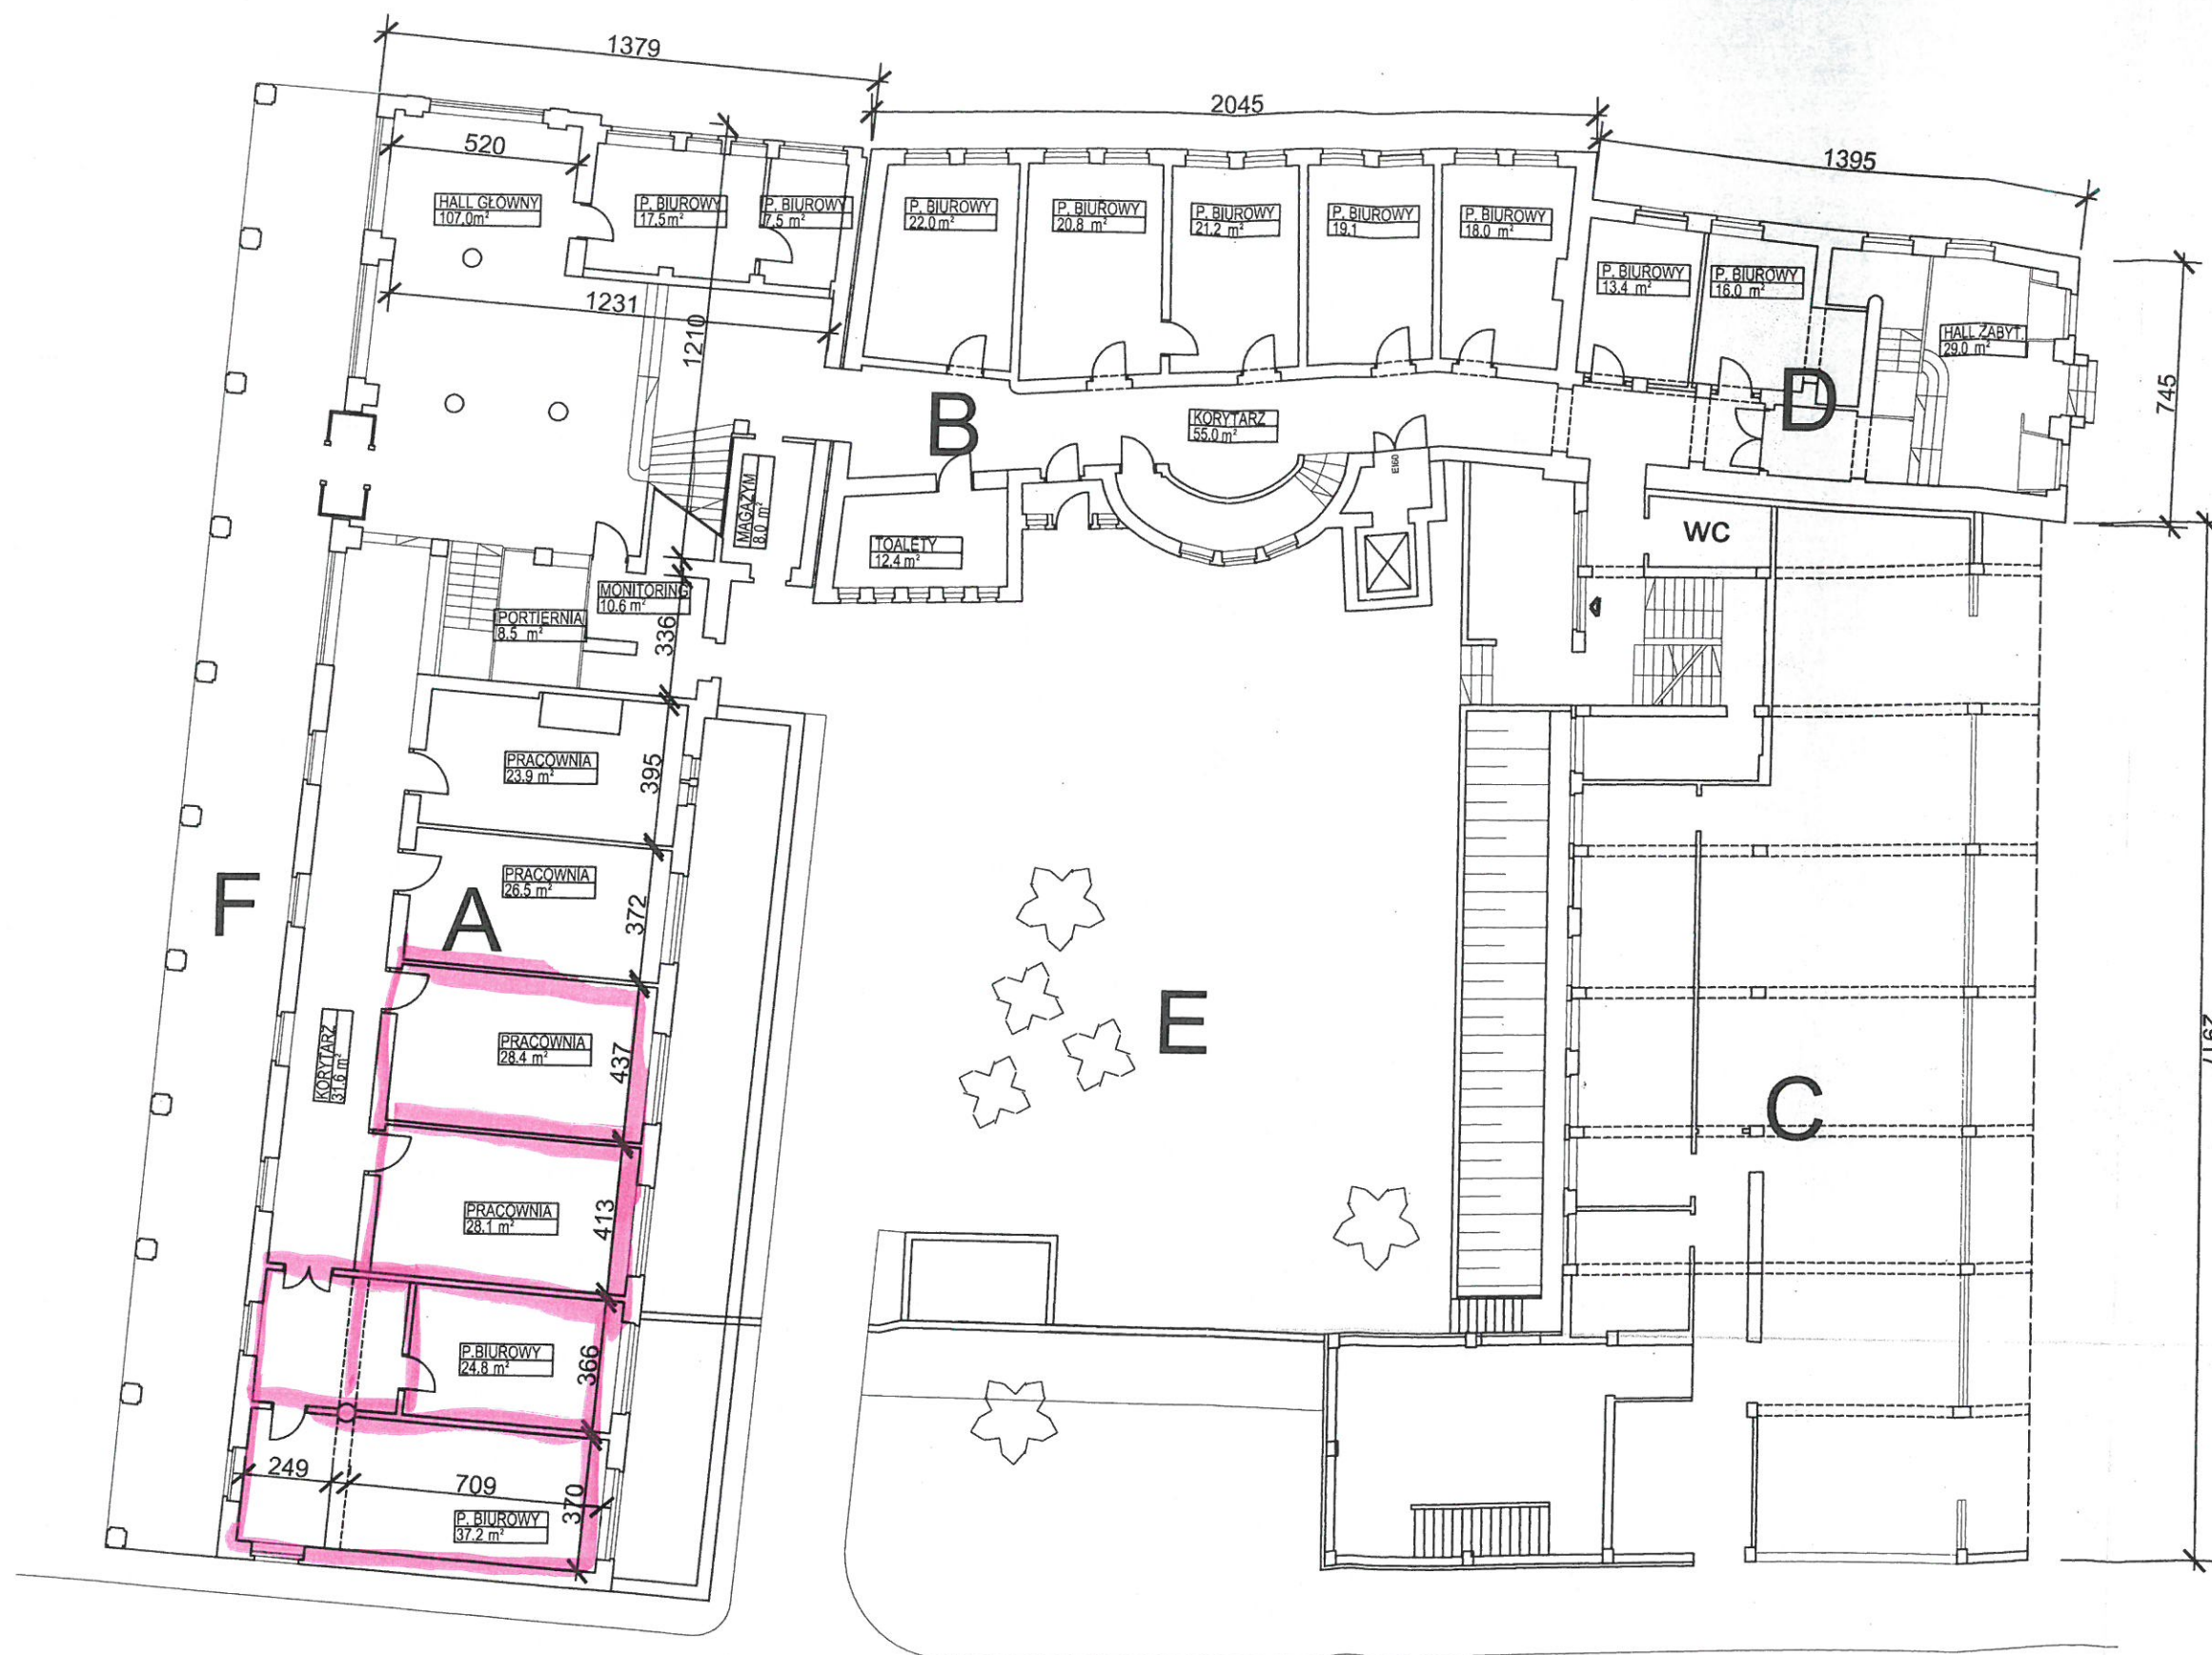 1379
2045
1395
520
HALL GŁOWNY
107.0m²
P. BIUROWY
17.5m²
P. BIUROWY
7.5 m²
P. BIUROWY
22.0 m²
P. BIUROWY
20.8 m²
P. BIUROWY
21.2 m²
P. BIUROWY
19.1
P. BIUROWY
18.0 m²
P. BIUROWY
13.4 m²
P. BIUROWY
16.0 m²
HALL ZABYT.
29.0 m²
1231
1210
745
B
D
KORYTARZ
55.0 m²
E160
MAGAZYM
8.0 m²
TOALETY
12.4 m²
WC
MONITORING
10.6 m²
PORTIERNIA
8.5 m²
336
PRACOWNIA
23.9 m²
395
PRACOWNIA
26.5 m²
372
F
A
E
C
PRACOWNIA
28.4 m²
437
KORYTARZ
31.6 m²
PRACOWNIA
28.1 m²
413
P.BIUROWY
24.8 m²
366
249
709
370
P. BIUROWY
37.2 m²